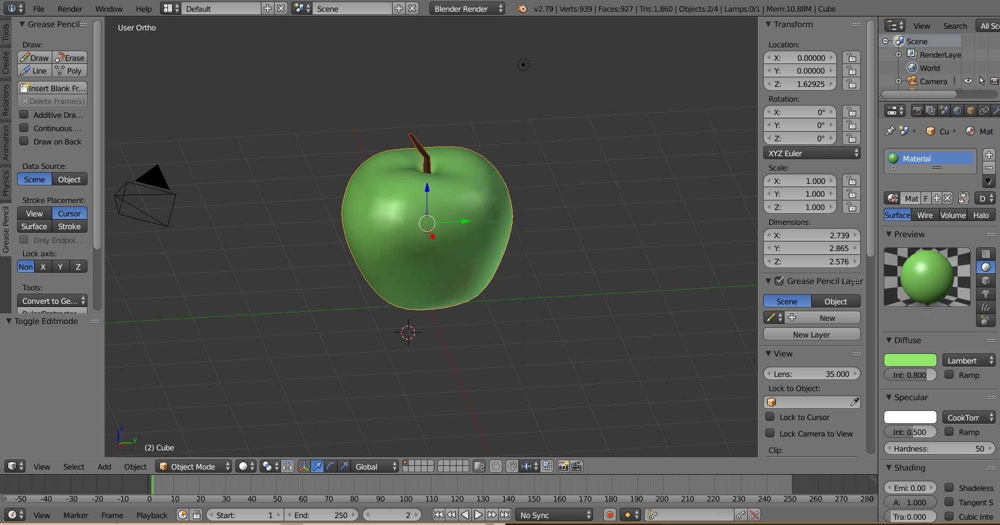 File Render Window Help Default Scene Blender Render v2.79 | Verts:939 | Faces:927 | Tris:1,860 | Objects:2/4 | Lamps:0/1 | Mem:10.88M | Cube
Tools
Create
Relations
Animation
Physics
Grease Pencil
Grease Pencil
Draw:
Draw Erase
Line Poly
Insert Blank Fr...
Delete Frame(s)
Additive Dra...
Continuous ...
Draw on Back
Data Source:
Scene Object
Stroke Placement:
View Cursor
Surface Stroke
Only Endpoi...
Lock axis:
Non X Y Z
Tools:
Convert to Ge...
Ruler/Protractor
Toggle Editmode
User Ortho
z
y
(2) Cube
Transform
Location:
X: 0.00000
Y: 0.00000
Z: 1.62925
Rotation:
X: 0°
Y: 0°
Z: 0°
XYZ Euler
Scale:
X: 1.000
Y: 1.000
Z: 1.000
Dimensions:
X: 2.739
Y: 2.865
Z: 2.576
Grease Pencil Layer
Scene Object
New
New Layer
View
Lens: 35.000
Lock to Object:
Lock to Cursor
Lock Camera to View
Clip:
View Search All Sc
Scene
RenderLaye
World
Camera
Cu Mat
Material
Mat F D
Surface Wire Volume Halo
Preview
Diffuse
Lambert
Int: 0.800 Ramp
Specular
CookTorr
Int: 0.500 Ramp
Hardness: 50
Shading
Emi: 0.00 Shadeless
A: 1.000 Tangent S
Tra: 0.000 Cubic Inte
View Select Add Object Object Mode Global
-50 -40 -30 -20 -10 0 10 20 30 40 50 60 70 80 90 100 110 120 130 140 150 160 170 180 190 200 210 220 230 240 250 260 270 280
View Marker Frame Playback Start: 1 End: 250 2 No Sync